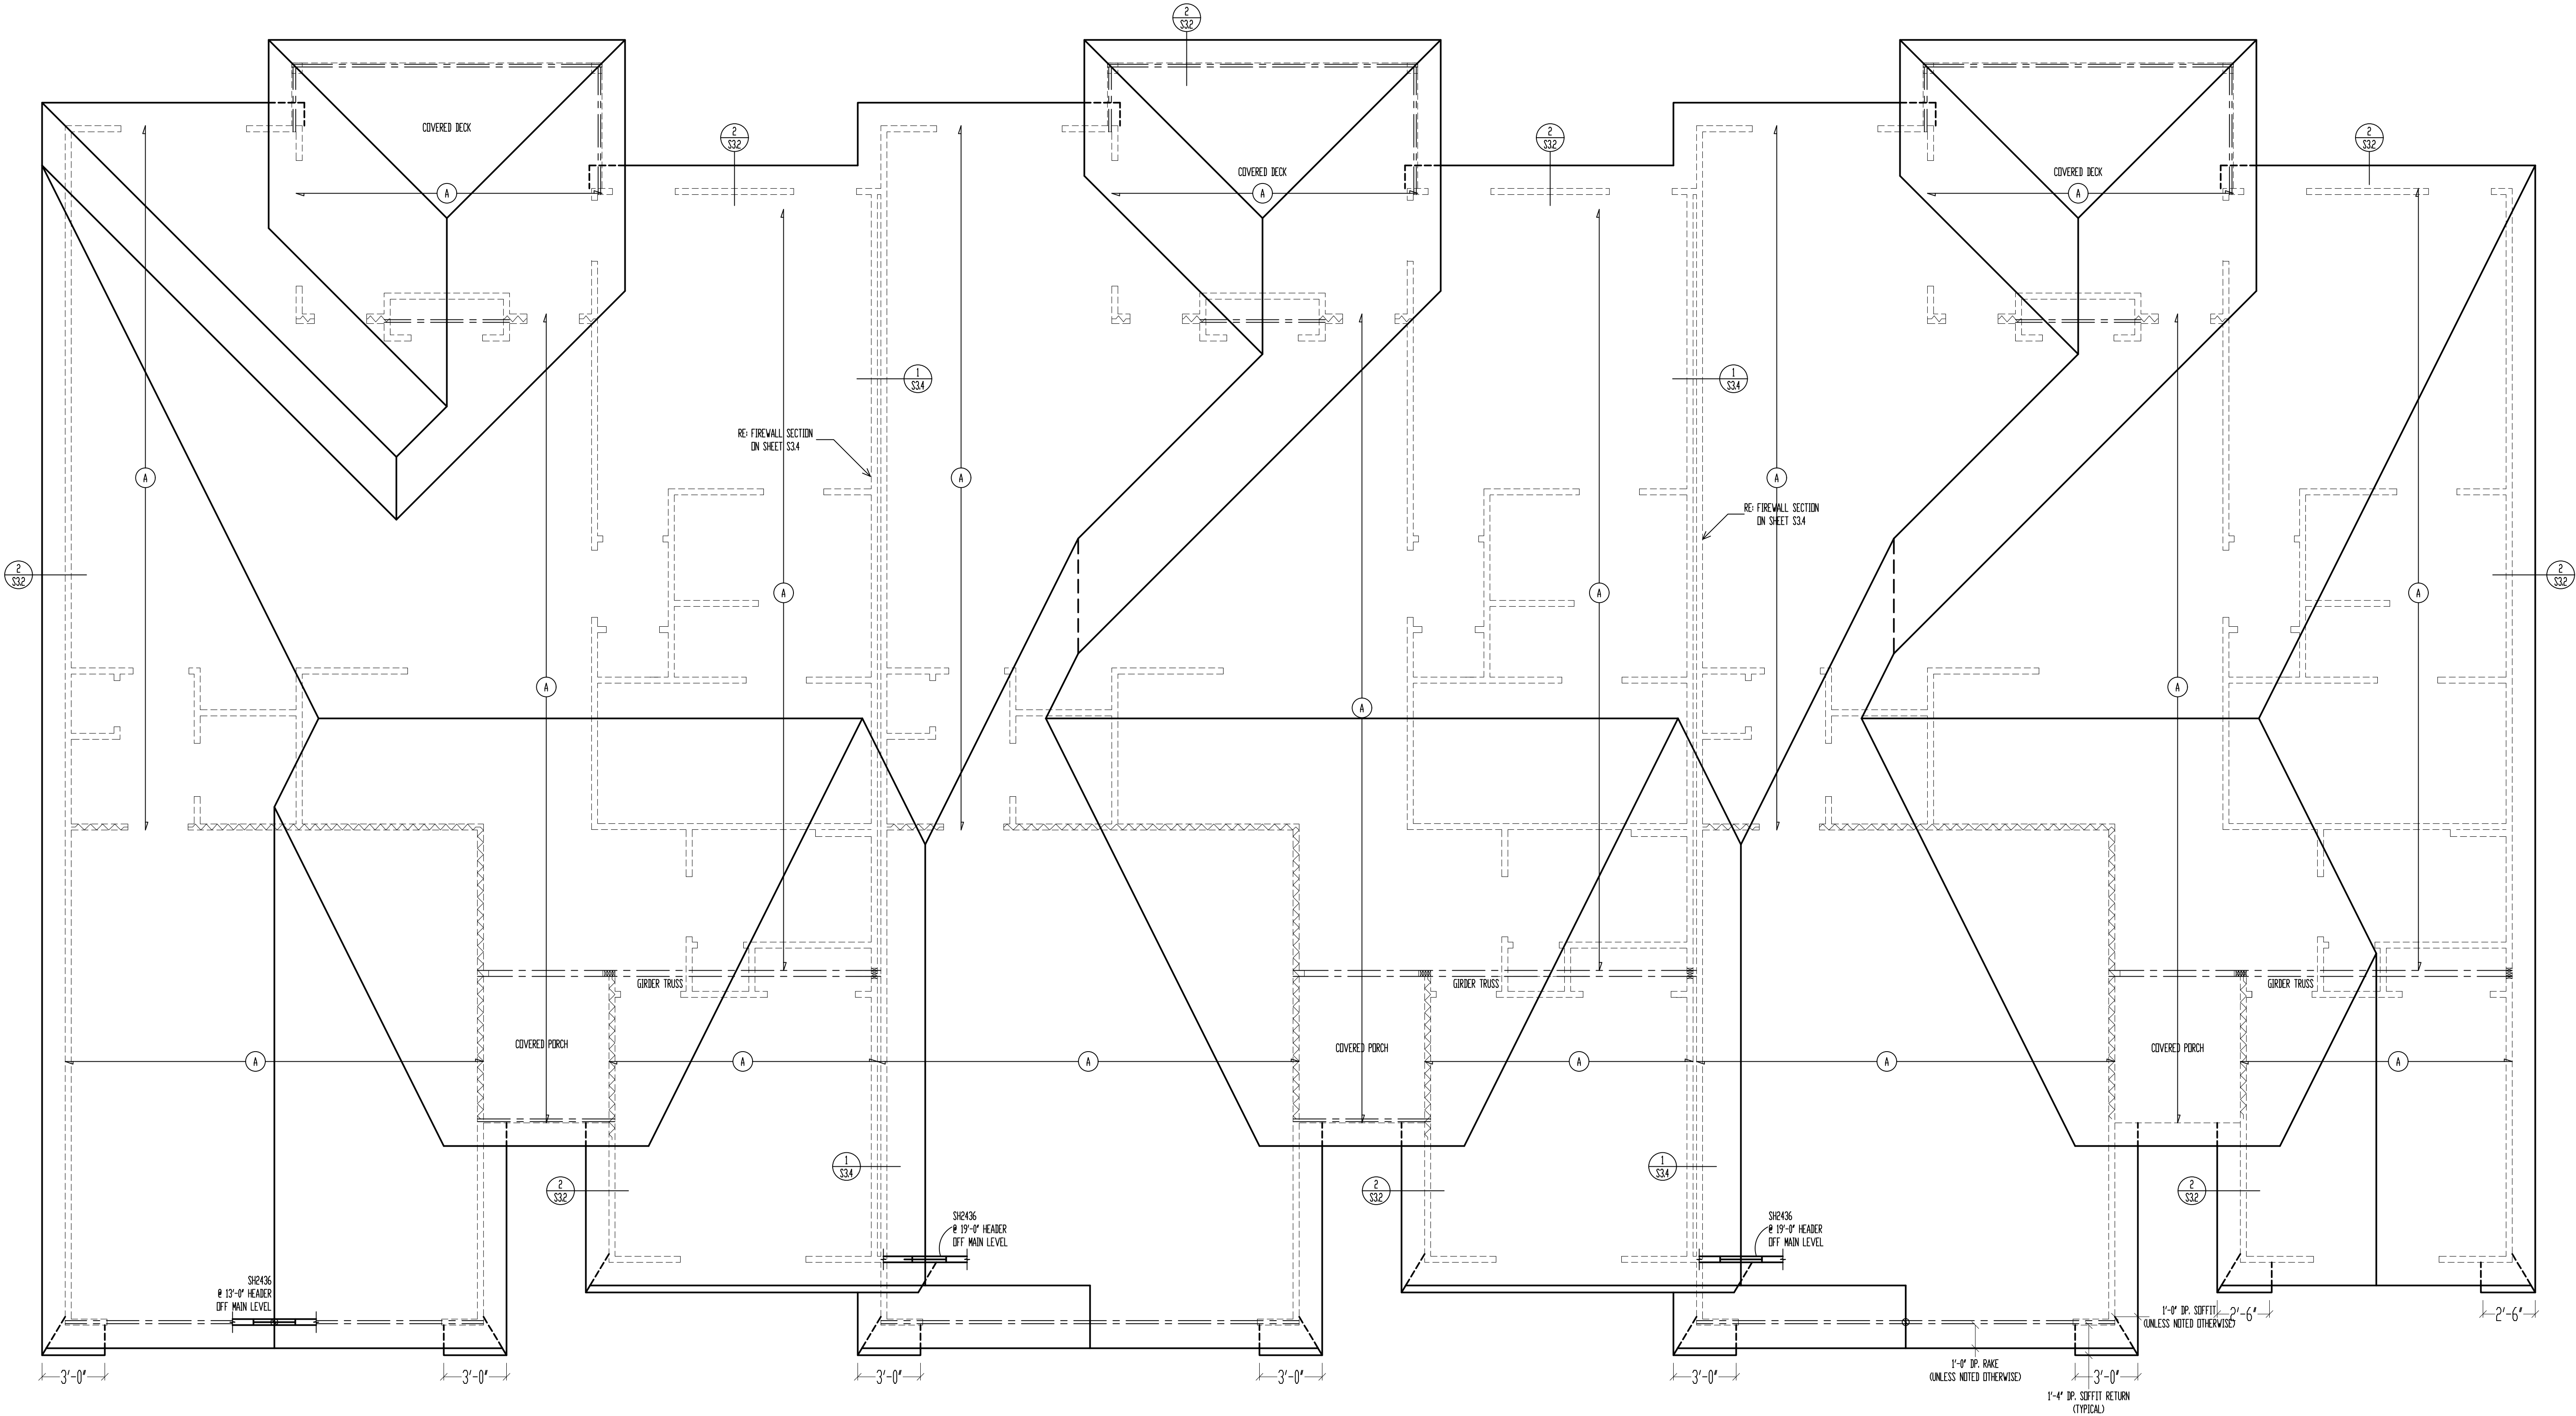 2
S3.2
COVERED DECK
2
S3.2
2
S3.2
2
S3.2
COVERED DECK
COVERED DECK
A
A
A
1
S3.4
1
S3.4
RE: FIREWALL SECTION
ON SHEET S3.4
A
A
A
RE: FIREWALL SECTION
ON SHEET S3.4
2
S3.2
2
S3.2
A
A
A
A
A
A
GIRDER TRUSS
GIRDER TRUSS
GIRDER TRUSS
COVERED PORCH
COVERED PORCH
COVERED PORCH
A
A
A
A
A
A
1
S3.4
1
S3.4
2
S3.2
2
S3.2
2
S3.2
SH2436
@ 19'-0" HEADER
OFF MAIN LEVEL
SH2436
@ 19'-0" HEADER
OFF MAIN LEVEL
SH2436
@ 13'-0" HEADER
OFF MAIN LEVEL
1'-0" DP. SOFFIT
(UNLESS NOTED OTHERWISE)
2'-6"
2'-6"
1'-0" DP. RAKE
(UNLESS NOTED OTHERWISE)
3'-0"
3'-0"
3'-0"
3'-0"
3'-0"
3'-0"
1'-4" DP. SOFFIT RETURN
(TYPICAL)